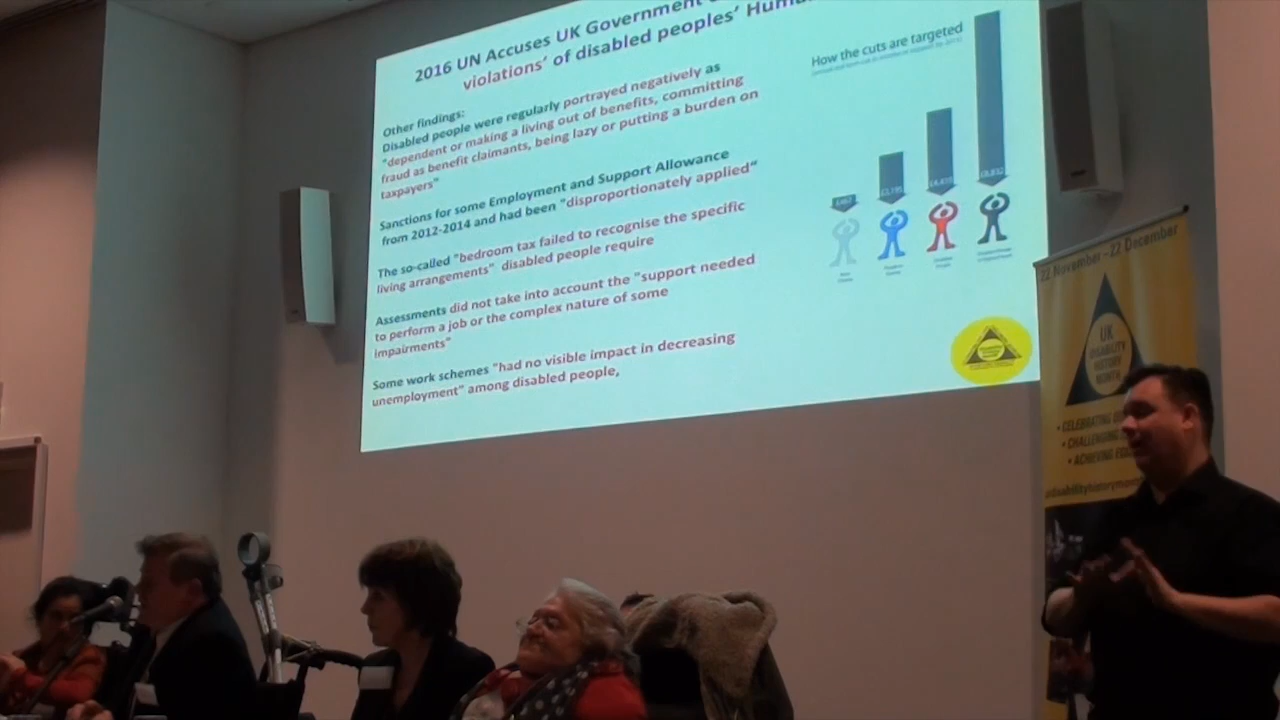 2016 UN Accuses UK Government
violations' of disabled peoples' Human
Other findings:
Disabled people were regularly portrayed negatively as
"dependent or making a living out of benefits, committing
fraud as benefit claimants, being lazy or putting a burden on
taxpayers"
Sanctions for some Employment and Support Allowance
from 2012-2014 and had been "disproportionately applied"
The so-called "bedroom tax failed to recognise the specific
living arrangements" disabled people require
Assessments did not take into account the "support needed
to perform a job or the complex nature of some
impairments"
Some work schemes "had no visible impact in decreasing
unemployment" among disabled people,
How the cuts are targeted
22 November - 22 December
UK
DISABILITY
HISTORY
MONTH
• CELEBRATING
• CHALLENGING
• ACHIEVING